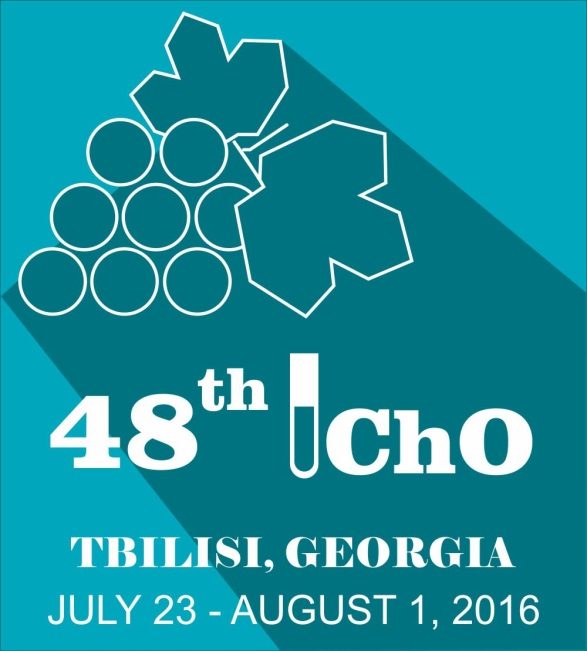 48th IChO
TBILISI, GEORGIA
JULY 23 - AUGUST 1, 2016